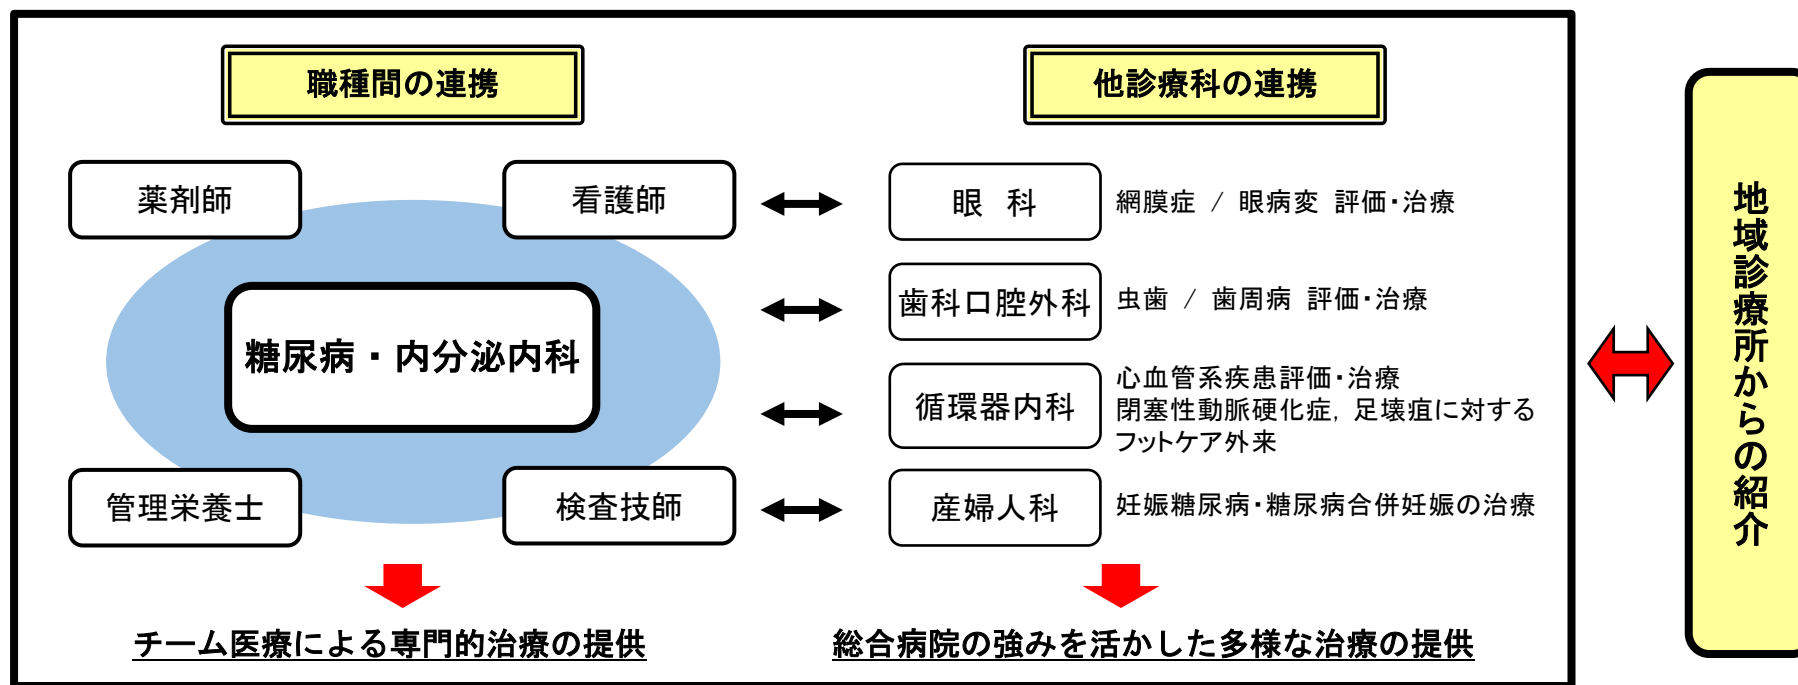 職種間の連携
薬剤師
看護師
糖尿病・内分泌内科
管理栄養士
検査技師
チーム医療による専門的治療の提供
他診療科の連携
眼 科
網膜症 / 眼病変 評価・治療
歯科口腔外科
虫歯 / 歯周病 評価・治療
循環器内科
心血管系疾患評価・治療
閉塞性動脈硬化症, 足壊疽に対する
フットケア外来
産婦人科
妊娠糖尿病・糖尿病合併妊娠の治療
総合病院の強みを活かした多様な治療の提供
地域診療所からの紹介